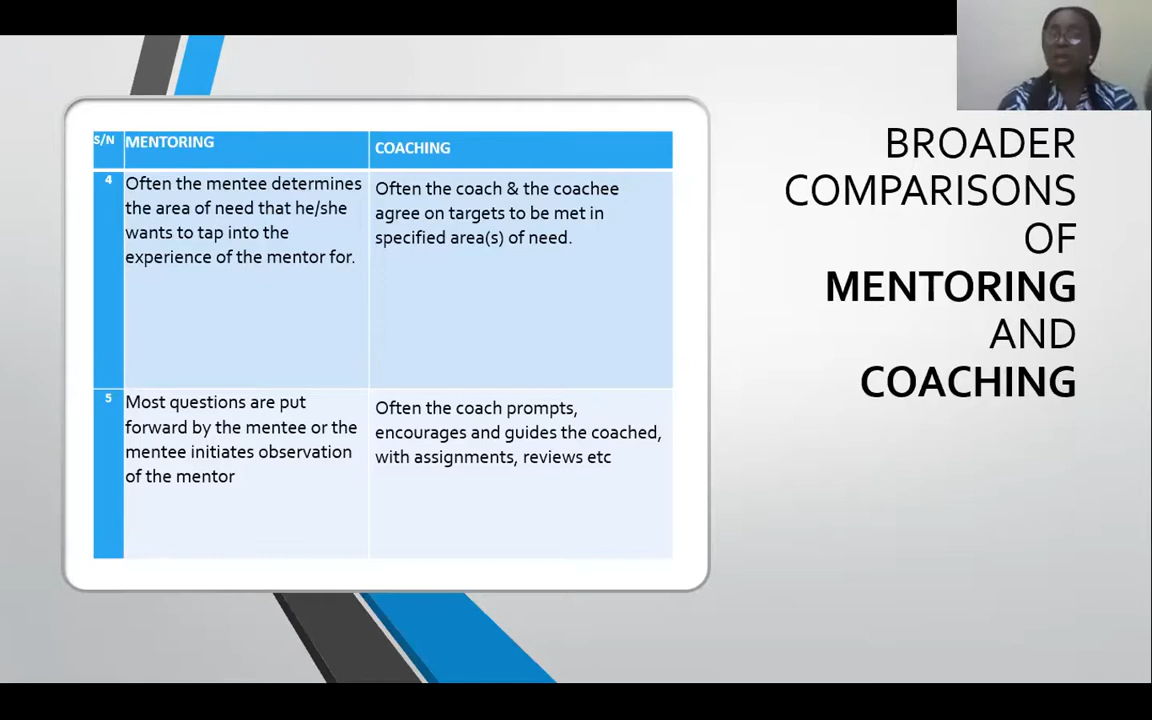 BROADER
COMPARISONS
OF
MENTORING
AND
COACHING
S/N
MENTORING
COACHING
4
Often the mentee determines
the area of need that he/she
wants to tap into the
experience of the mentor for.
Often the coach & the coachee
agree on targets to be met in
specified area(s) of need.
5
Most questions are put
forward by the mentee or the
mentee initiates observation
of the mentor
Often the coach prompts,
encourages and guides the coached,
with assignments, reviews etc